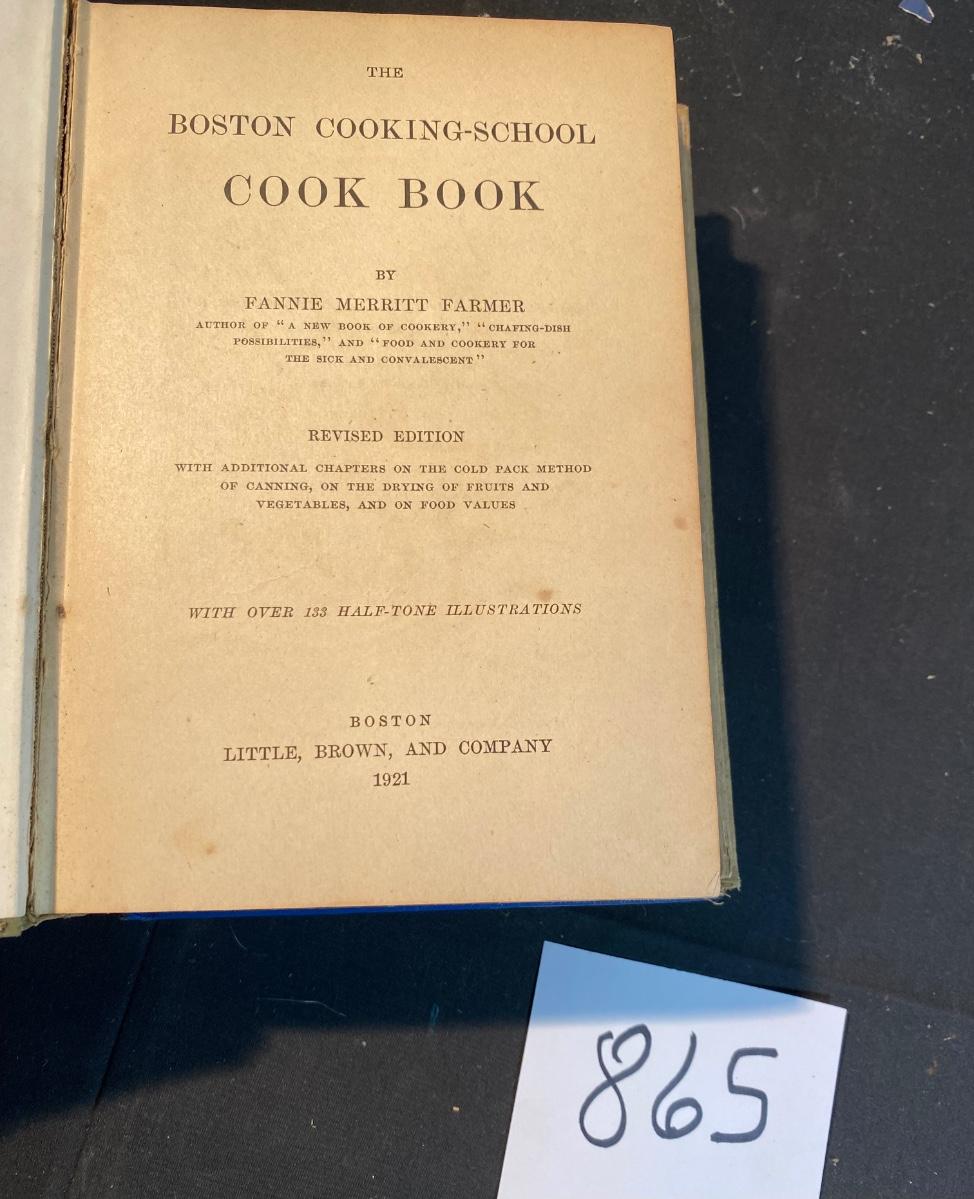 THE
BOSTON COOKING-SCHOOL
COOK BOOK
BY
FANNIE MERRITT FARMER
AUTHOR OF “A NEW BOOK OF COOKERY,” “CHAFING-DISH
POSSIBILITIES,” AND “FOOD AND COOKERY FOR
THE SICK AND CONVALESCENT”
REVISED EDITION
WITH ADDITIONAL CHAPTERS ON THE COLD PACK METHOD
OF CANNING, ON THE DRYING OF FRUITS AND
VEGETABLES, AND ON FOOD VALUES
WITH OVER 133 HALF-TONE ILLUSTRATIONS
BOSTON
LITTLE, BROWN, AND COMPANY
1921
865